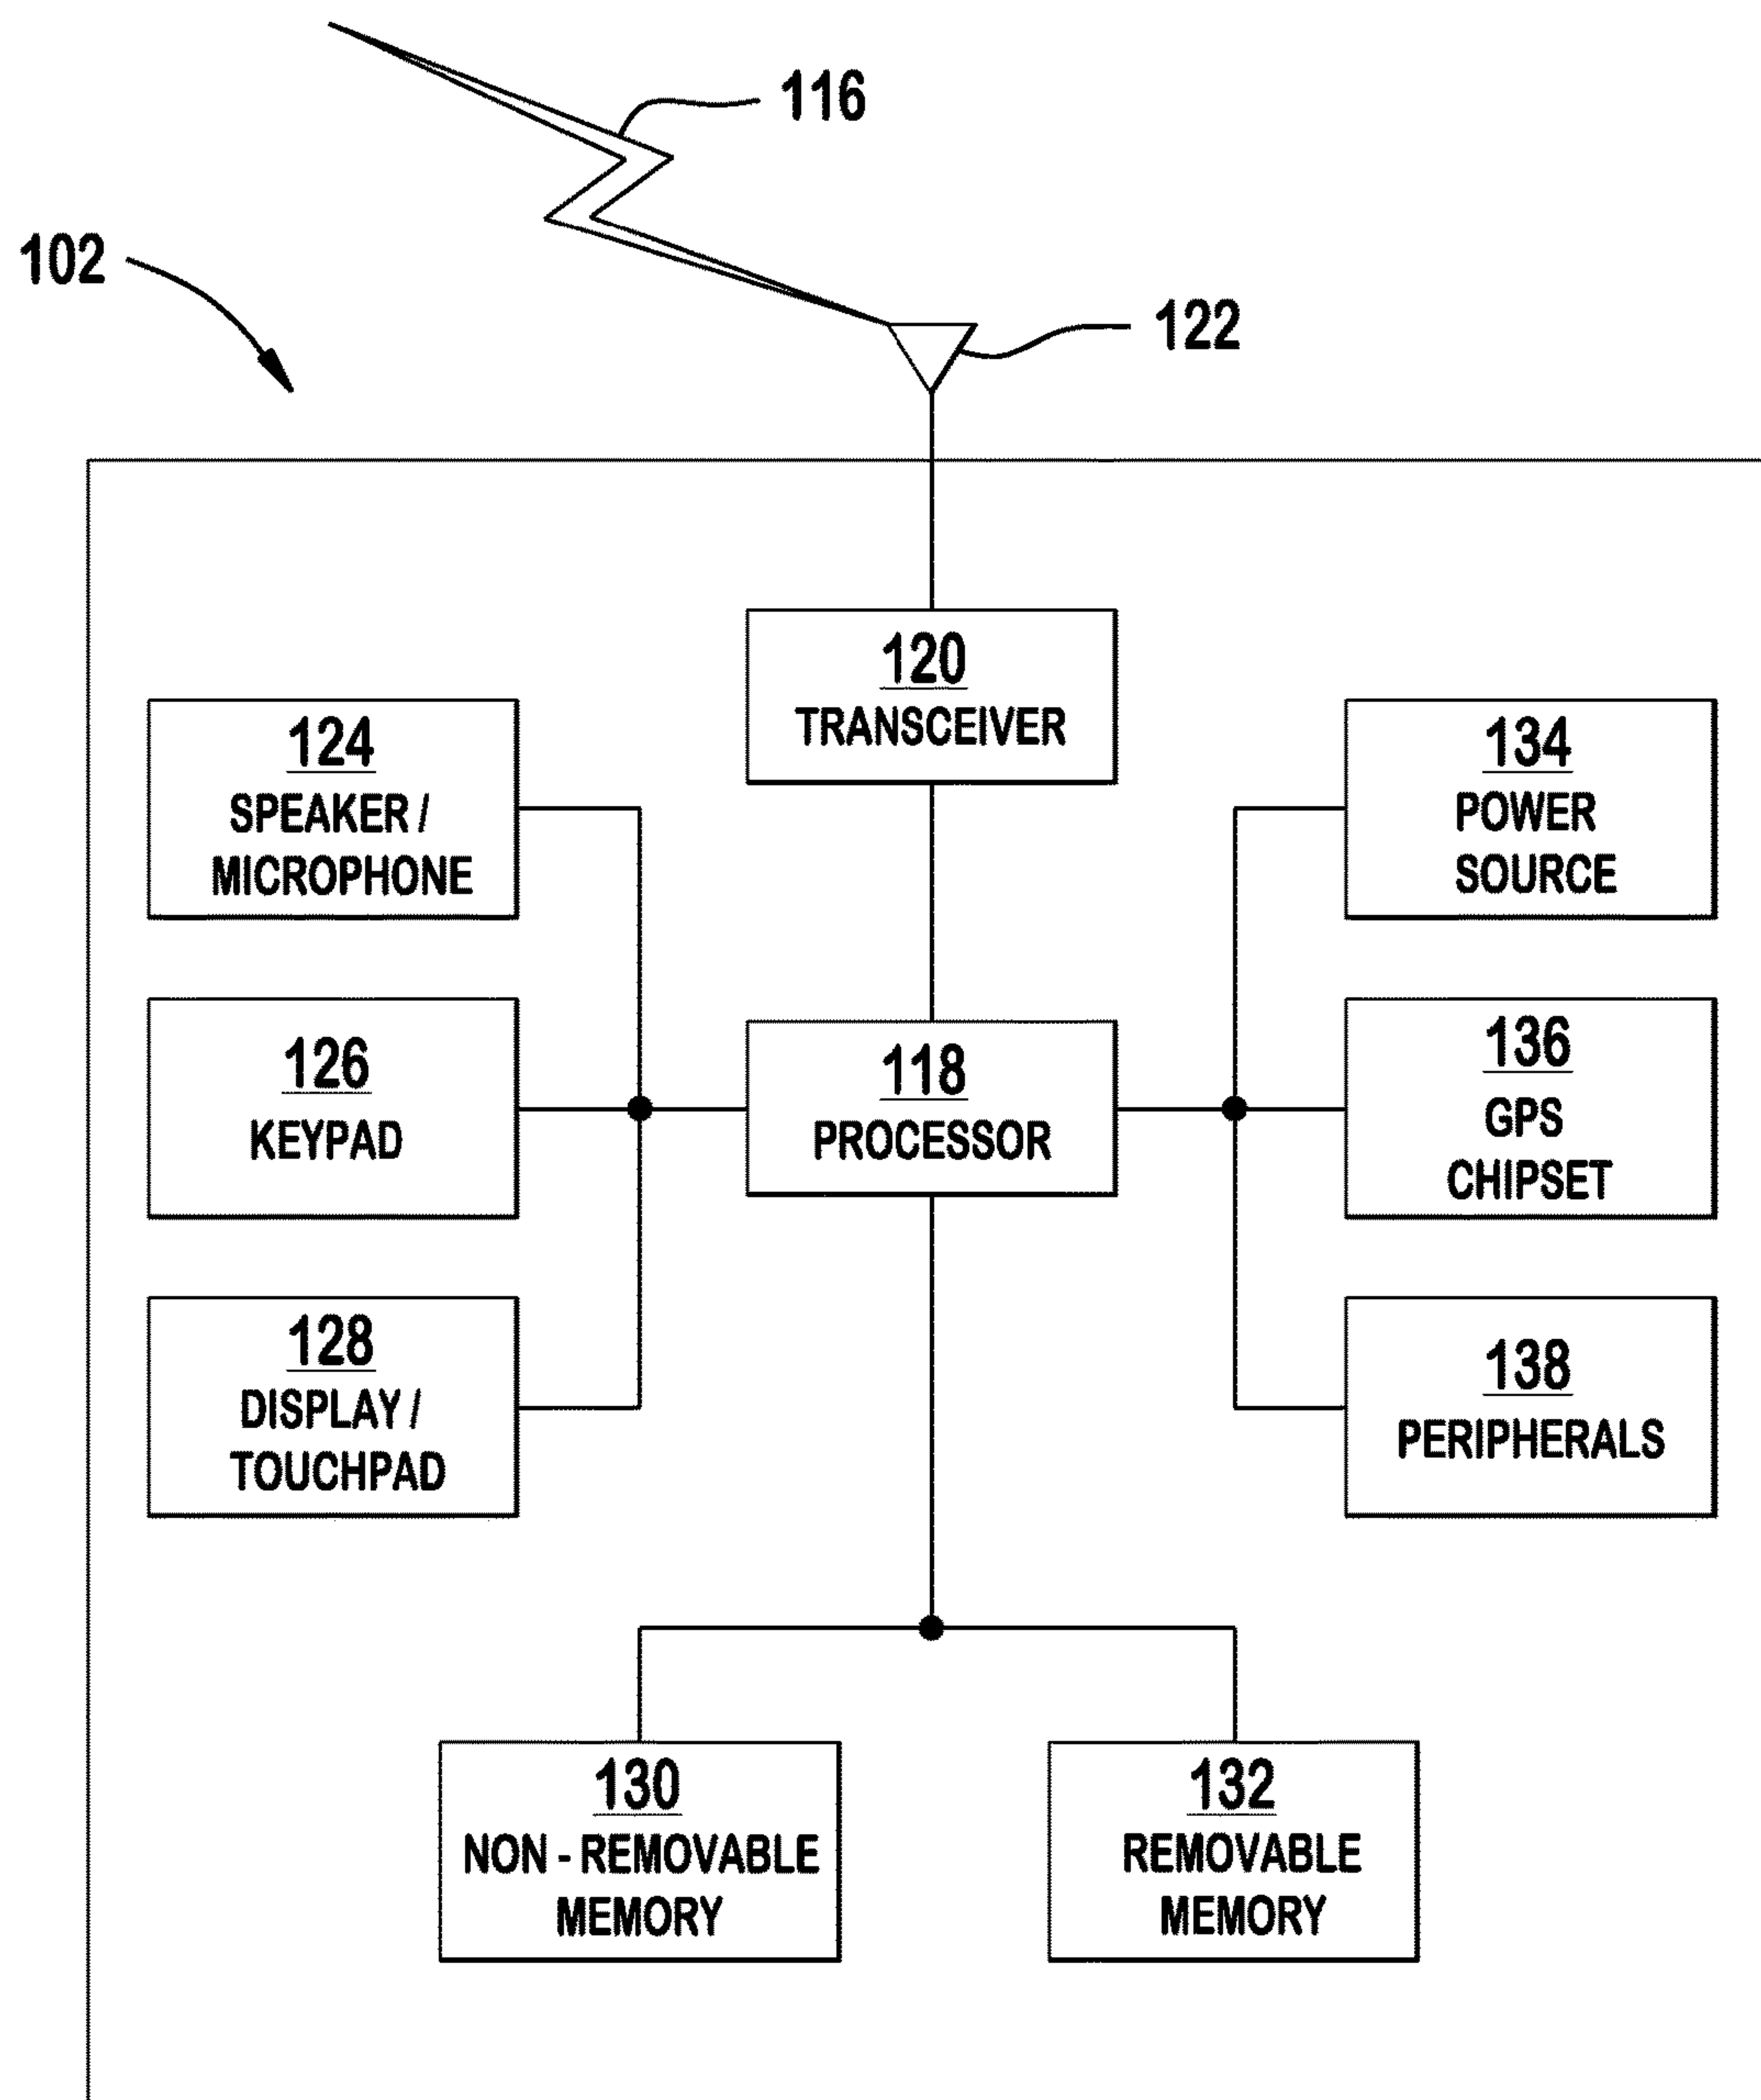 116
102
122
120
TRANSCEIVER
124
SPEAKER /
MICROPHONE
134
POWER
SOURCE
126
KEYPAD
118
PROCESSOR
136
GPS
CHIPSET
128
DISPLAY /
TOUCHPAD
138
PERIPHERALS
130
NON - REMOVABLE
MEMORY
132
REMOVABLE
MEMORY